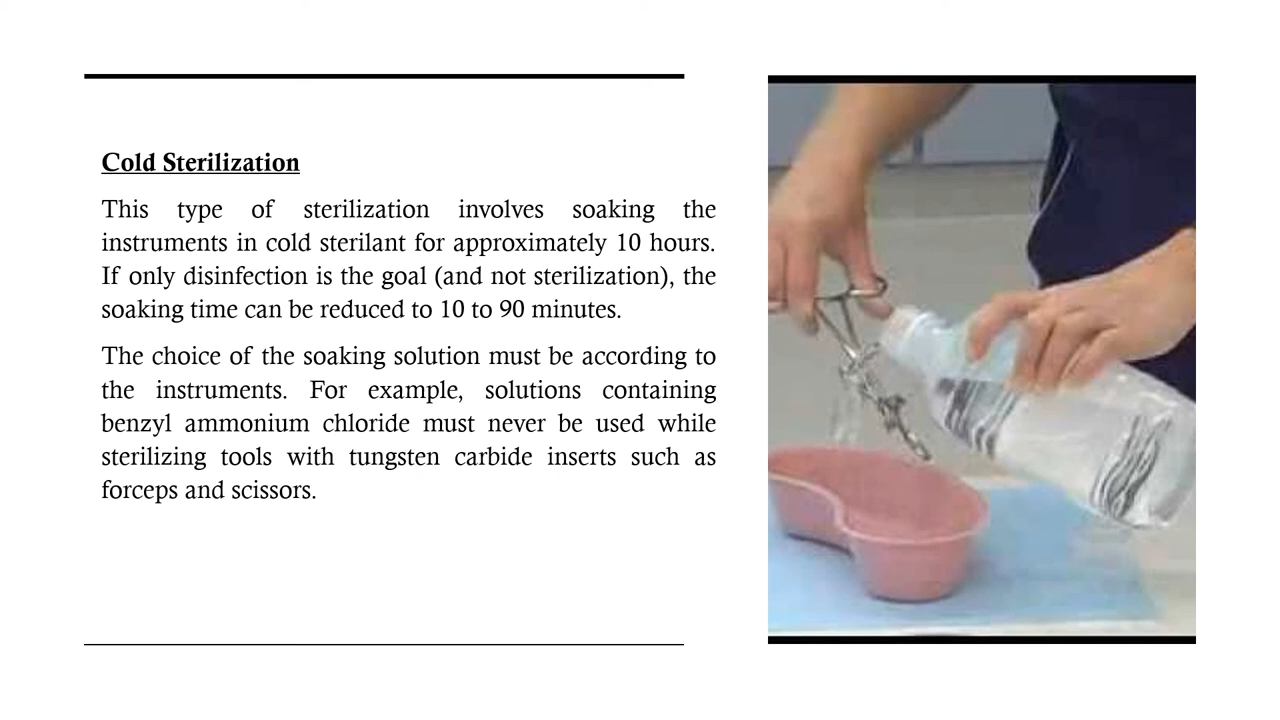 Cold Sterilization
This type of sterilization involves soaking the
instruments in cold sterilant for approximately 10 hours.
If only disinfection is the goal (and not sterilization), the
soaking time can be reduced to 10 to 90 minutes.
The choice of the soaking solution must be according to
the instruments. For example, solutions containing
benzyl ammonium chloride must never be used while
sterilizing tools with tungsten carbide inserts such as
forceps and scissors.